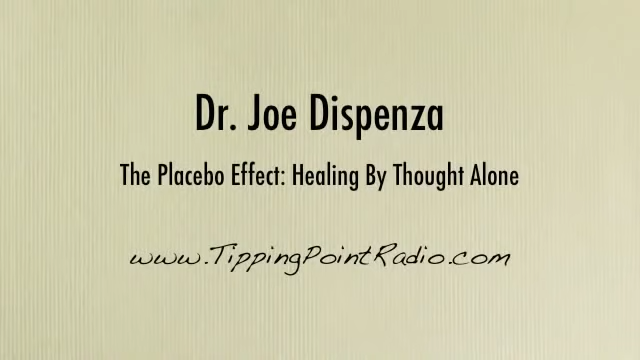 Dr. Joe Dispenza
The Placebo Effect: Healing By Thought Alone
www.TippingPointRadio.com